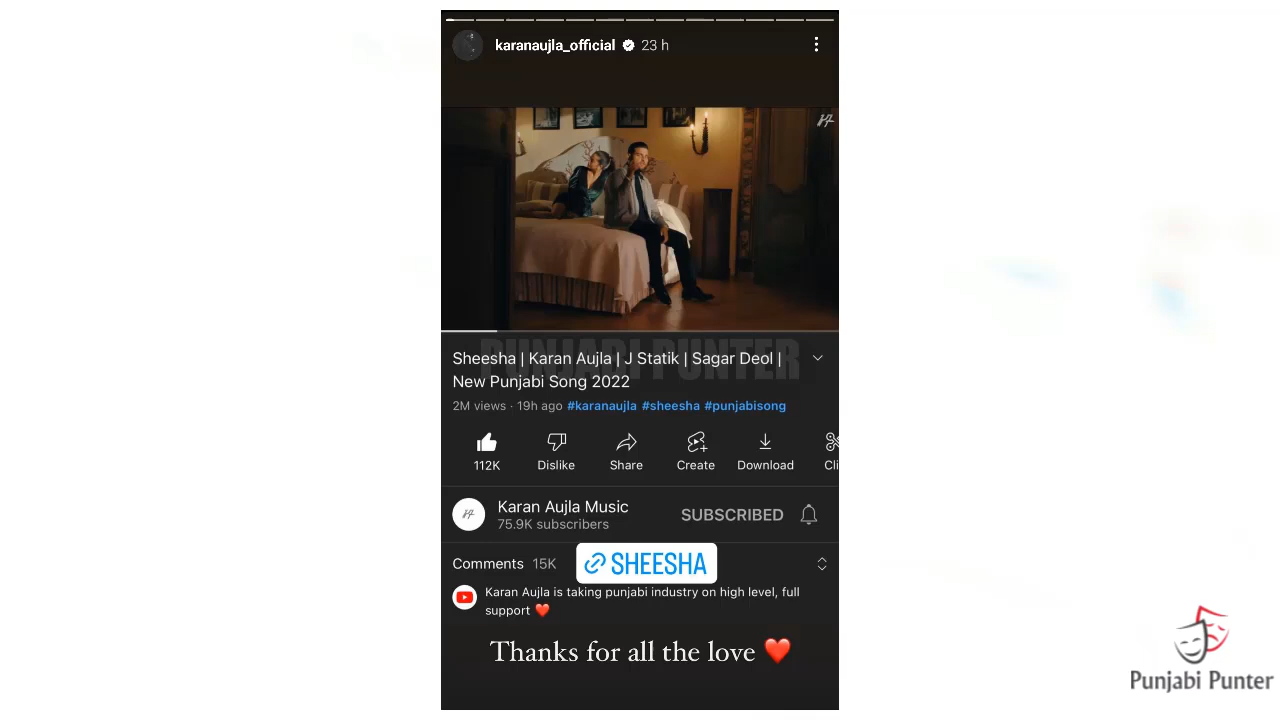 karanaujla_official 23 h
PUNJABI PUNTER
Sheesha | Karan Aujla | J Statik | Sagar Deol |
New Punjabi Song 2022
2M views · 19h ago #karanaujla #sheesha #punjabisong
112K Dislike Share Create Download Cli
Karan Aujla Music
75.9K subscribers
SUBSCRIBED
Comments 15K
SHEESHA
Karan Aujla is taking punjabi industry on high level, full
support ❤️
Thanks for all the love ❤️
Punjabi Punter